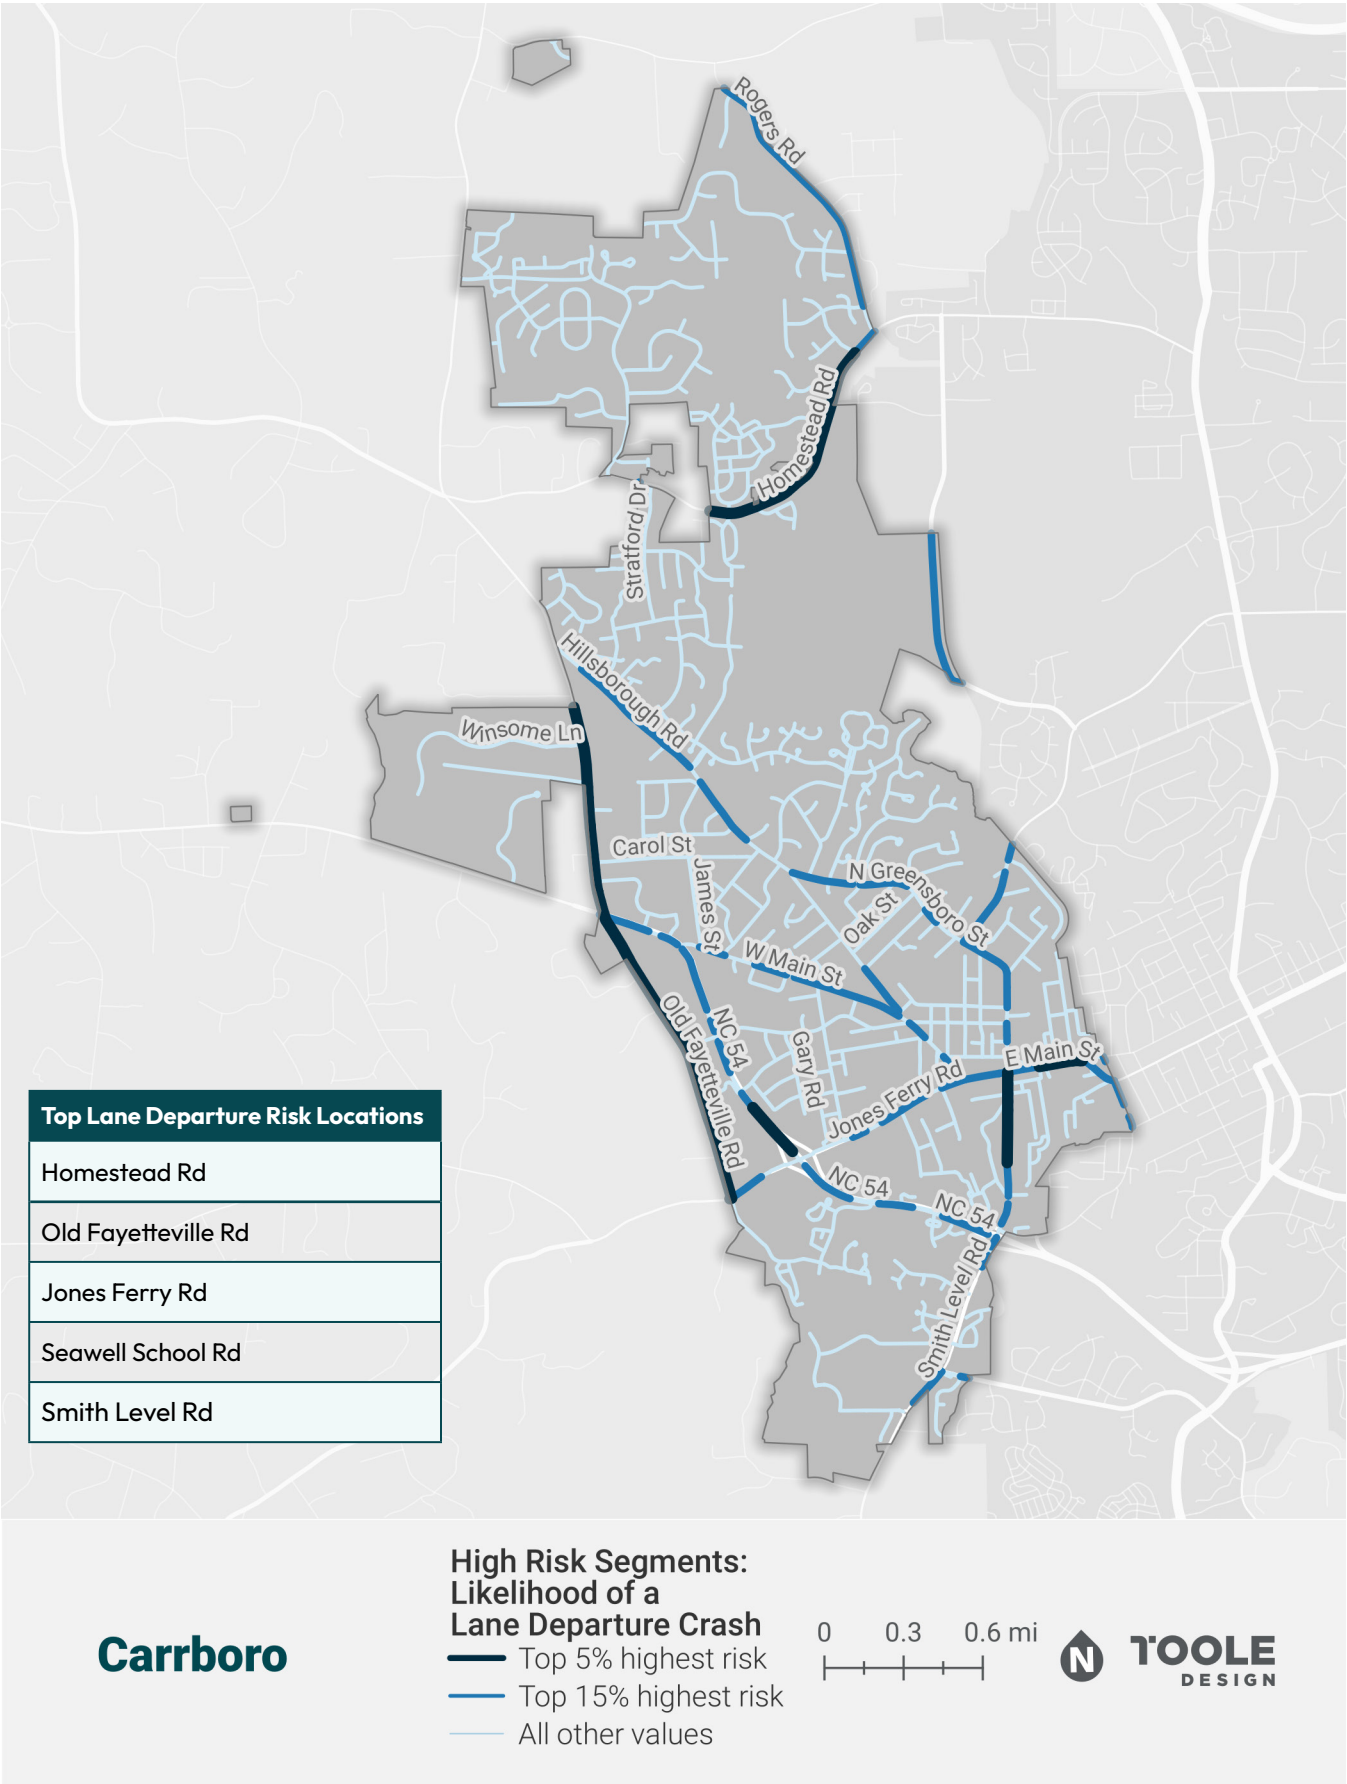 Rogers Rd
Homestead Rd
Stratford Dr
Hillsborough Rd
Winsome Ln
Carol St
James St
N Greensboro St
Oak St
W Main St
NC 54
Old Fayetteville Rd
Gary Rd
E Main St
Jones Ferry Rd
NC 54
NC 54
Smith Level Rd
Top Lane Departure Risk Locations
Homestead Rd
Old Fayetteville Rd
Jones Ferry Rd
Seawell School Rd
Smith Level Rd
Carrboro
High Risk Segments:
Likelihood of a
Lane Departure Crash
Top 5% highest risk
Top 15% highest risk
All other values
0 0.3 0.6 mi
N
TOOLE
DESIGN